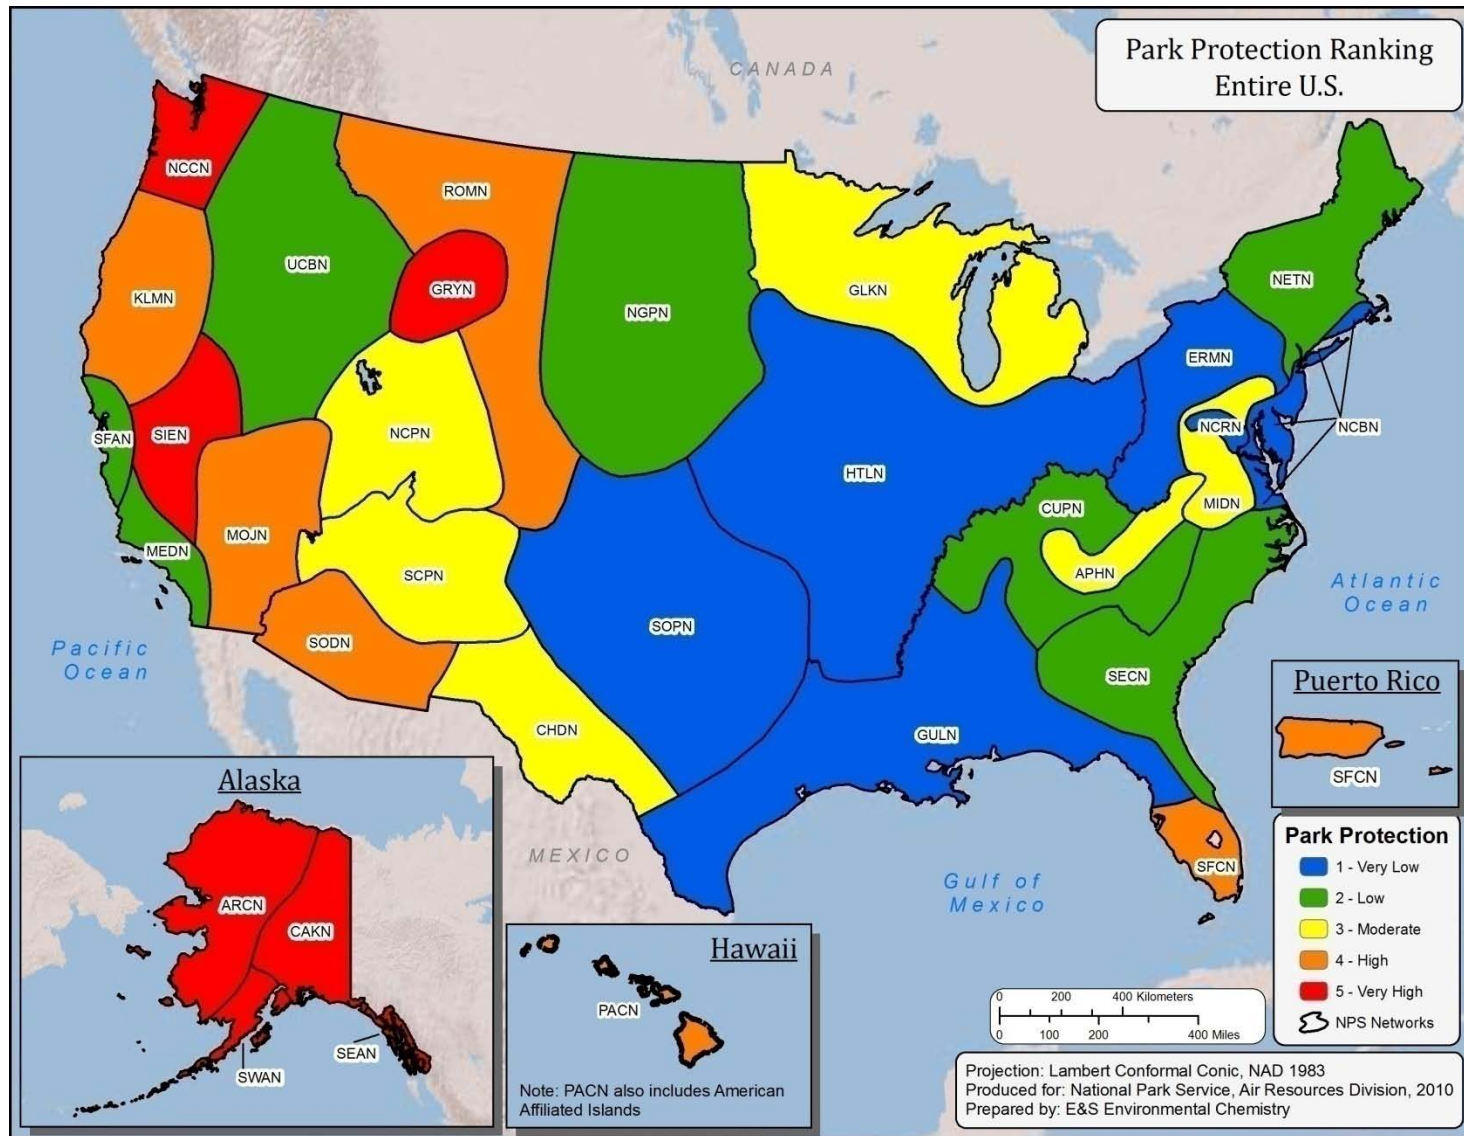 Park Protection Ranking
Entire U.S.
CANADA
NCCN
ROMN
UCBN
GRYN
KLMN
NGPN
GLKN
NETN
ERMN
SFAN
SIEN
NCPN
NCRN
NCBN
HTLN
MIDN
CUPN
MOJN
MEDN
SCPN
APHN
Atlantic
Ocean
SODN
SOPN
Pacific
Ocean
SECN
CHDN
GULN
Puerto Rico
SFCN
MEXICO
Gulf of
Mexico
SFCN
Alaska
ARCN
CAKN
SEAN
SWAN
Hawaii
PACN
Note: PACN also includes American
Affiliated Islands
Park Protection
1 - Very Low
2 - Low
3 - Moderate
4 - High
5 - Very High
NPS Networks
0 200 400 Kilometers
0 100 200 400 Miles
Projection: Lambert Conformal Conic, NAD 1983
Produced for: National Park Service, Air Resources Division, 2010
Prepared by: E&S Environmental Chemistry